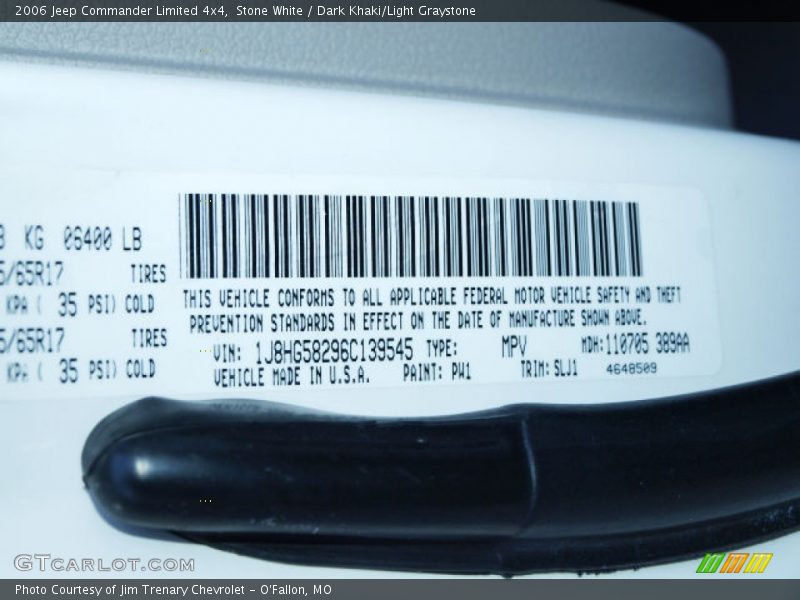 2006 Jeep Commander Limited 4x4,  Stone White / Dark Khaki/Light Graystone
KG 06400 LB
/65R17 TIRES
KPA ( 35 PSI) COLD
/65R17 TIRES
KPA ( 35 PSI) COLD
THIS VEHICLE CONFORMS TO ALL APPLICABLE FEDERAL MOTOR VEHICLE SAFETY AND THEFT
PREVENTION STANDARDS IN EFFECT ON THE DATE OF MANUFACTURE SHOWN ABOVE.
VIN: 1J8HG58296C139545 TYPE: MPV MDH:110705 389AA
VEHICLE MADE IN U.S.A. PAINT: PW1 TRIM: SLJ1 4648509
GTCARLOT.COM
Photo Courtesy of Jim Trenary Chevrolet - O'Fallon, MO